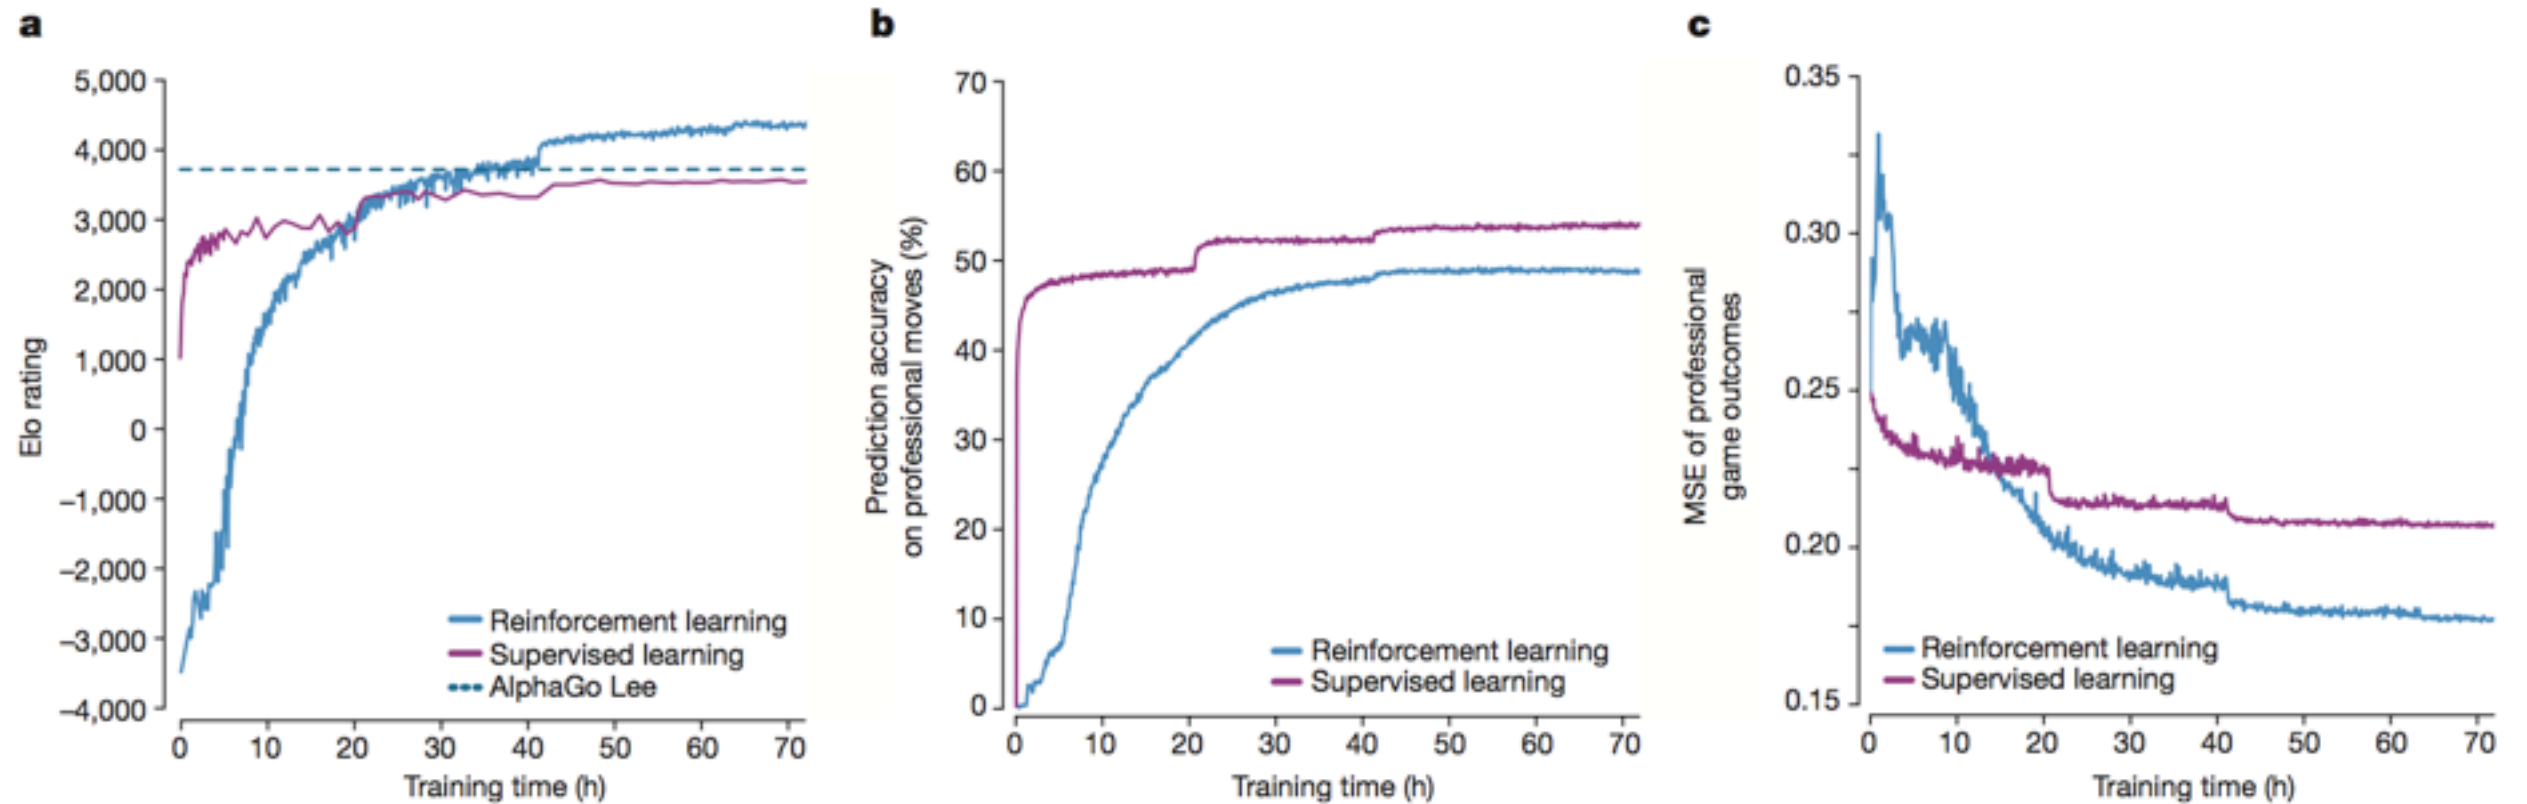 a
5,000
4,000
3,000
2,000
1,000
0
–1,000
–2,000
–3,000
–4,000
Elo rating
0 10 20 30 40 50 60 70
Training time (h)
Reinforcement learning
Supervised learning
AlphaGo Lee
b
70
60
50
40
30
20
10
0
Prediction accuracy
on professional moves (%)
0 10 20 30 40 50 60 70
Training time (h)
Reinforcement learning
Supervised learning
c
0.35
0.30
0.25
0.20
0.15
MSE of professional
game outcomes
0 10 20 30 40 50 60 70
Training time (h)
Reinforcement learning
Supervised learning